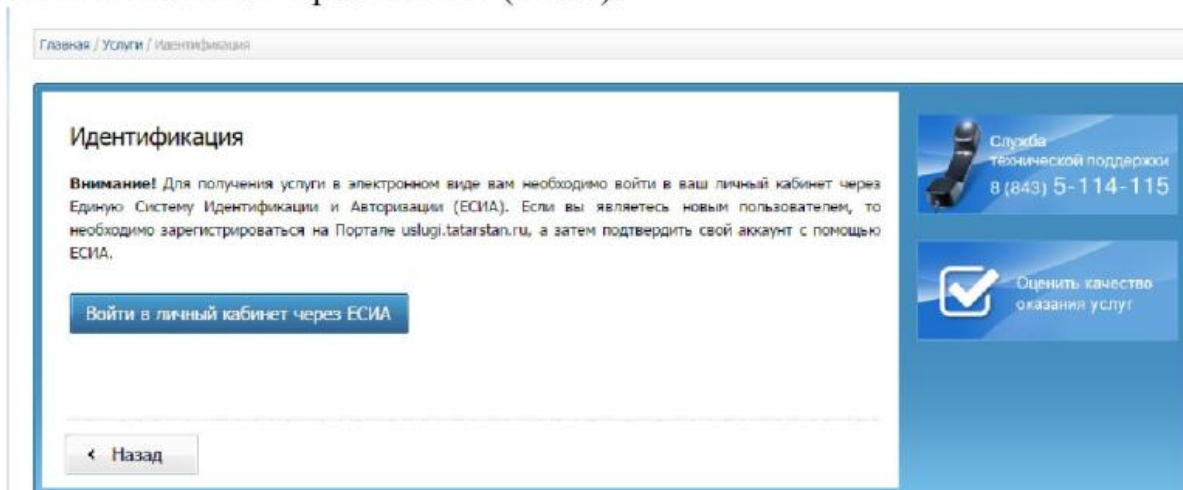 Главная / Услуги / Идентификация
Идентификация
Внимание! Для получения услуги в электронном виде вам необходимо войти в ваш личный кабинет через
Единую Систему Идентификации и Авторизации (ЕСИА). Если вы являетесь новым пользователем, то
необходимо зарегистрироваться на Портале uslugi.tatarstan.ru, а затем подтвердить свой аккаунт с помощью
ЕСИА.
Войти в личный кабинет через ЕСИА
‹ Назад
Служба
технической поддержки
8 (843) 5-114-115
Оценить качество
оказания услуг